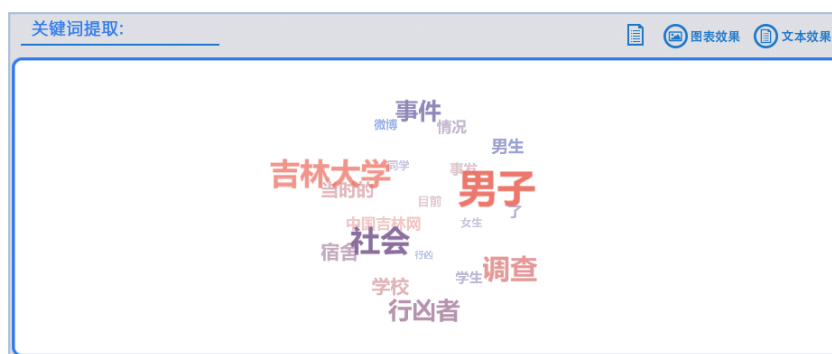 关键词提取:
图表效果 文本效果
事件
微博
情况
男生
吉林大学
同学
事发
男子
当时的
目前
了
中国吉林网
女生
社会
宿舍
行凶
调查
学生
学校
行凶者